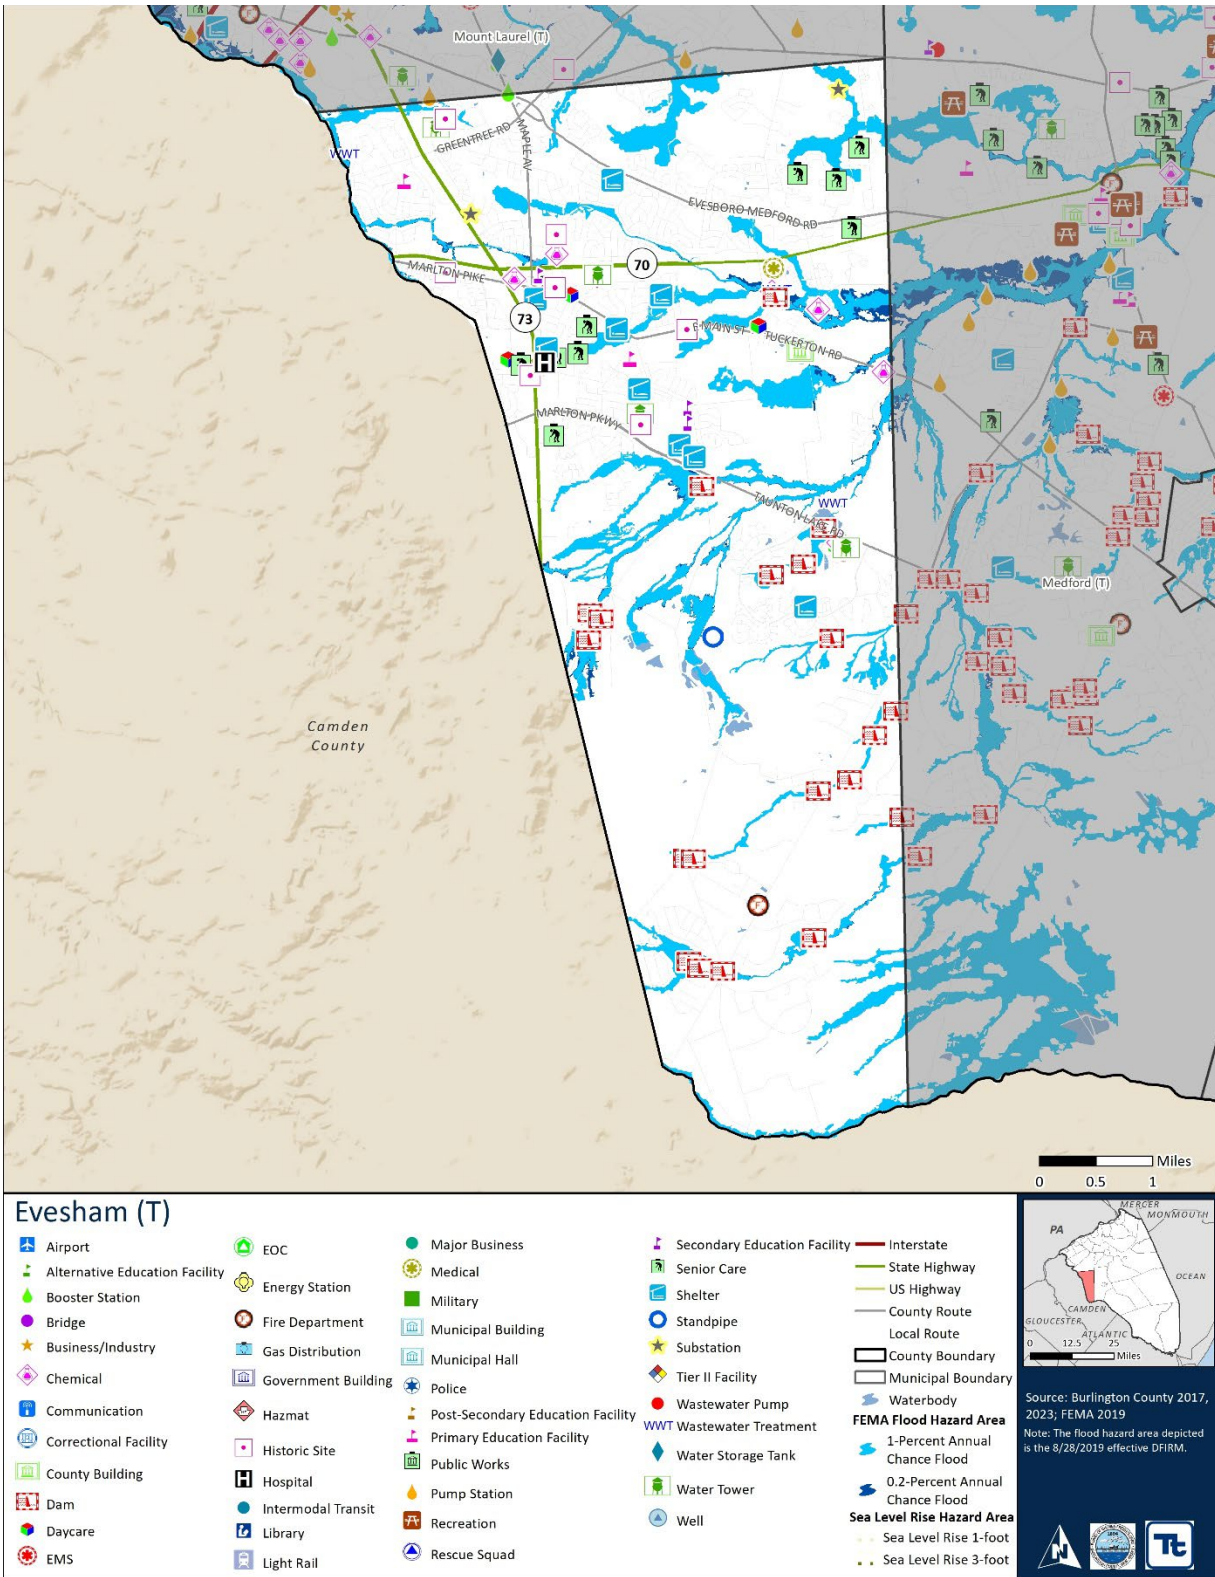 Mount Laurel (T)
GREENTREE RD
MAPLE AV
WWT
EVESBORO MEDFORD RD
MARLTON PIKE
70
73
E MAIN ST
TUCKERTON RD
MARLTON PKWY
WWT
TAUNTON LAKE RD
Medford (T)
Camden
County
F
F
Miles
0 0.5 1
Evesham (T)
Airport
Alternative Education Facility
Booster Station
Bridge
Business/Industry
Chemical
Communication
Correctional Facility
County Building
Dam
Daycare
EMS
EOC
Energy Station
Fire Department
Gas Distribution
Government Building
Hazmat
Historic Site
H Hospital
Intermodal Transit
Library
Light Rail
Major Business
Medical
Military
Municipal Building
Municipal Hall
Police
Post-Secondary Education Facility
Primary Education Facility
Public Works
Pump Station
Recreation
Rescue Squad
Secondary Education Facility
Senior Care
Shelter
Standpipe
Substation
Tier II Facility
Wastewater Pump
WWT Wastewater Treatment
Water Storage Tank
Water Tower
Well
Interstate
State Highway
US Highway
County Route
Local Route
County Boundary
Municipal Boundary
Waterbody
FEMA Flood Hazard Area
1-Percent Annual
Chance Flood
0.2-Percent Annual
Chance Flood
Sea Level Rise Hazard Area
Sea Level Rise 1-foot
Sea Level Rise 3-foot
MERCER
MONMOUTH
PA
OCEAN
CAMDEN
GLOUCESTER
ATLANTIC
0 12.5 25
Miles
Source: Burlington County 2017,
2023; FEMA 2019
Note: The flood hazard area depicted
is the 8/28/2019 effective DFIRM.
N
Tt